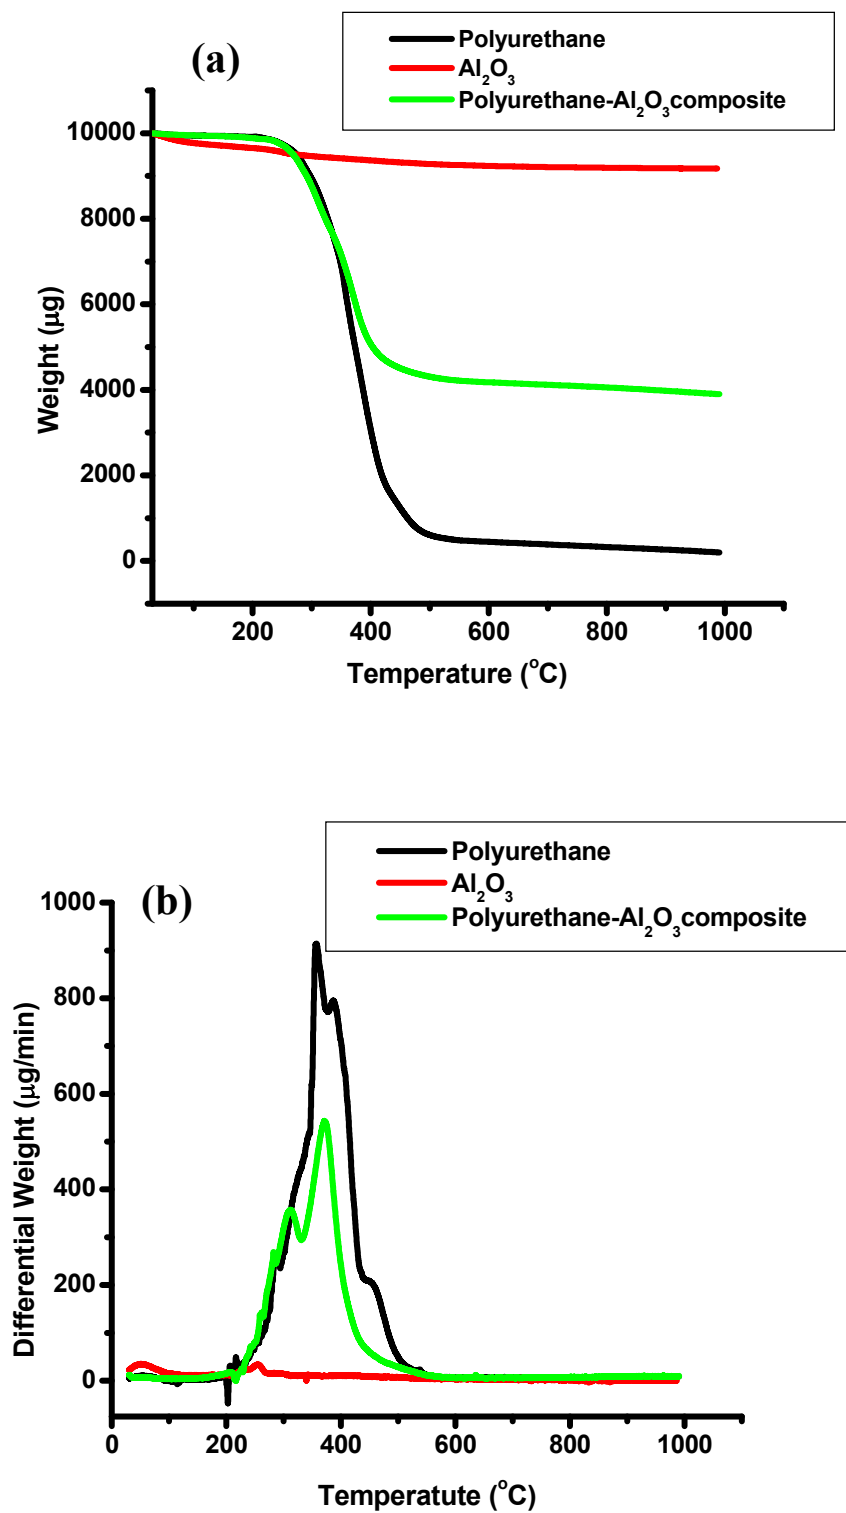 (a)
Polyurethane
Al₂O₃
Polyurethane-Al₂O₃composite
10000
8000
6000
4000
2000
0
Weight (μg)
200 400 600 800 1000
Temperature (°C)
(b)
Polyurethane
Al₂O₃
Polyurethane-Al₂O₃composite
1000
800
600
400
200
0
Differential Weight (μg/min)
0 200 400 600 800 1000
Temperatute (°C)